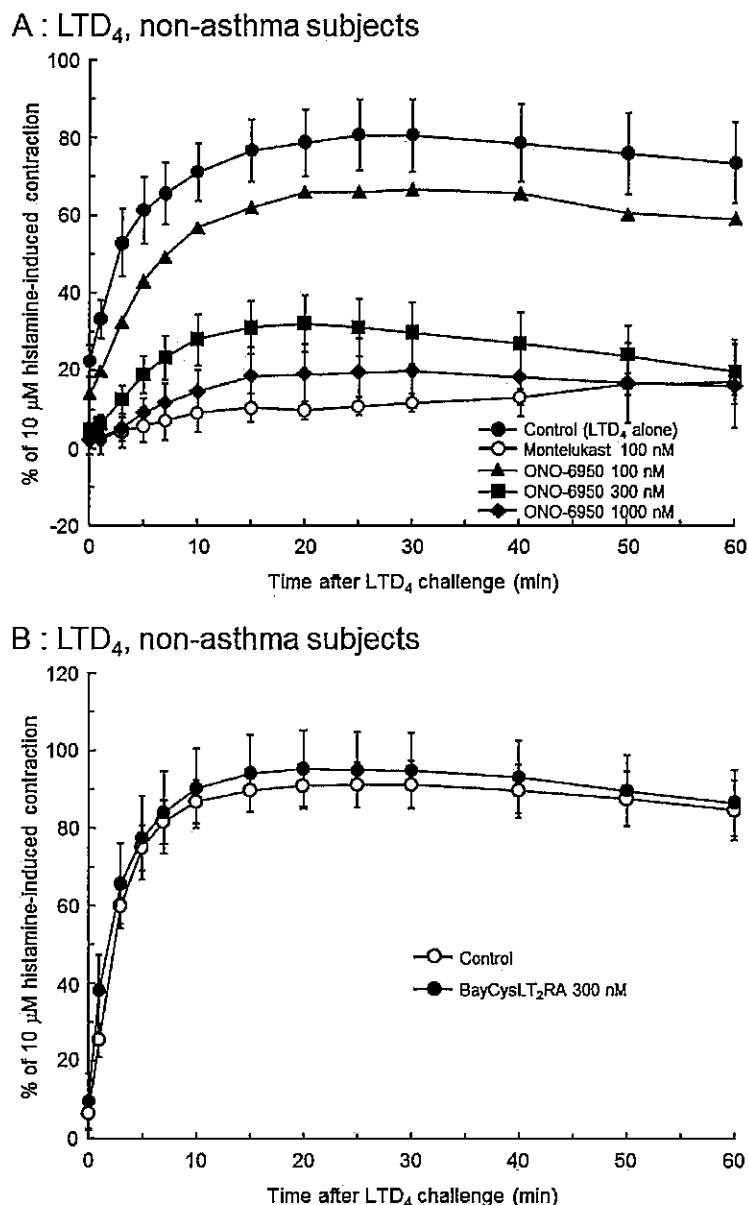 A : LTD₄, non-asthma subjects
% of 10 µM histamine-induced contraction
100
80
60
40
20
0
-20
Control (LTD₄ alone)
Montelukast 100 nM
ONO-6950 100 nM
ONO-6950 300 nM
ONO-6950 1000 nM
0 10 20 30 40 50 60
Time after LTD₄ challenge (min)
B : LTD₄, non-asthma subjects
% of 10 µM histamine-induced contraction
120
100
80
60
40
20
0
Control
BayCysLT₂RA 300 nM
0 10 20 30 40 50 60
Time after LTD₄ challenge (min)